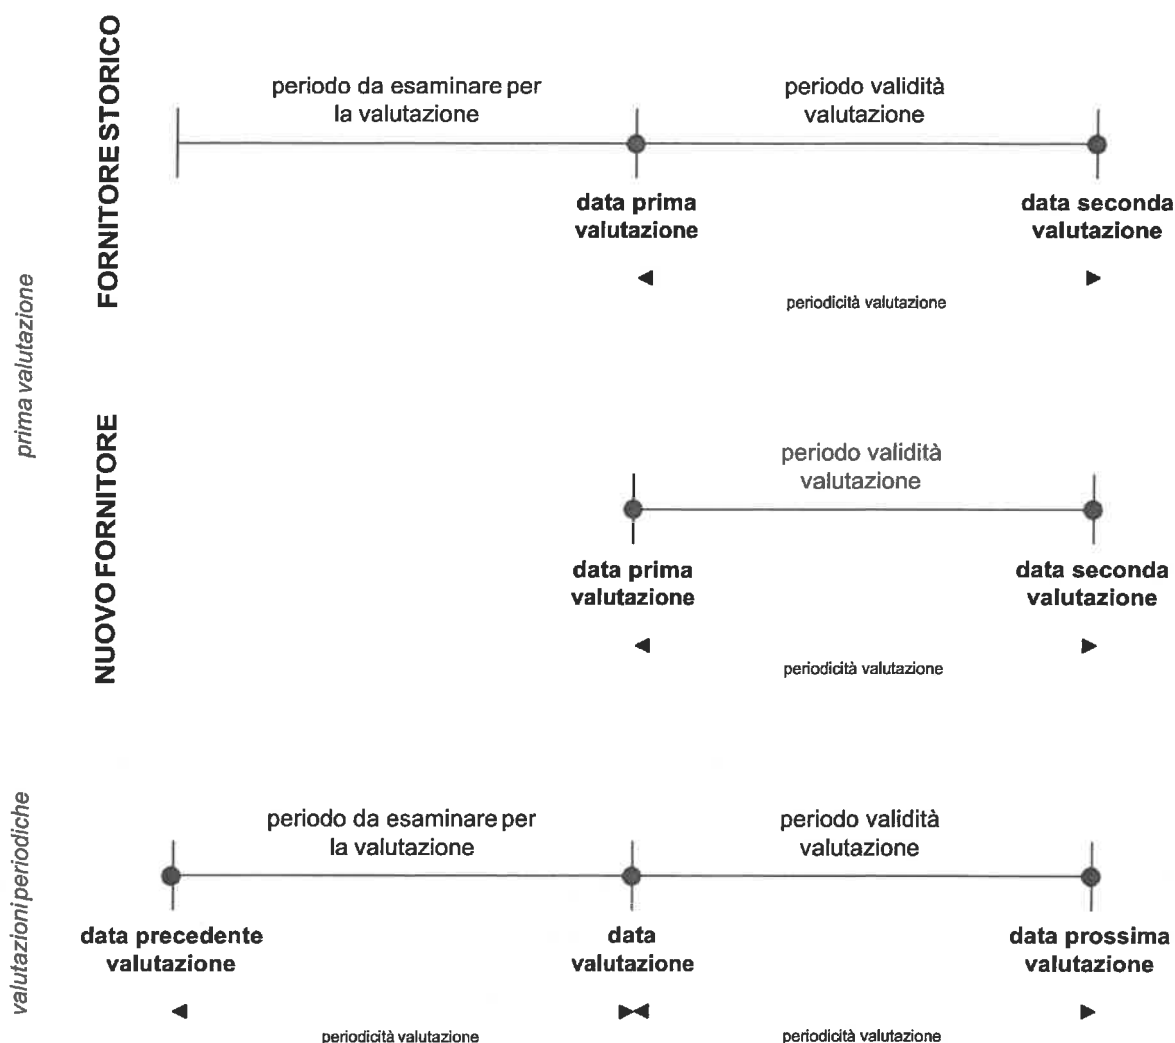 prima valutazione
FORNITORE STORICO
periodo da esaminare per
la valutazione
periodo validità
valutazione
data prima
valutazione
data seconda
valutazione
periodicità valutazione
NUOVO FORNITORE
periodo validità
valutazione
data prima
valutazione
data seconda
valutazione
periodicità valutazione
valutazioni periodiche
periodo da esaminare per
la valutazione
periodo validità
valutazione
data precedente
valutazione
data
valutazione
data prossima
valutazione
periodicità valutazione
periodicità valutazione